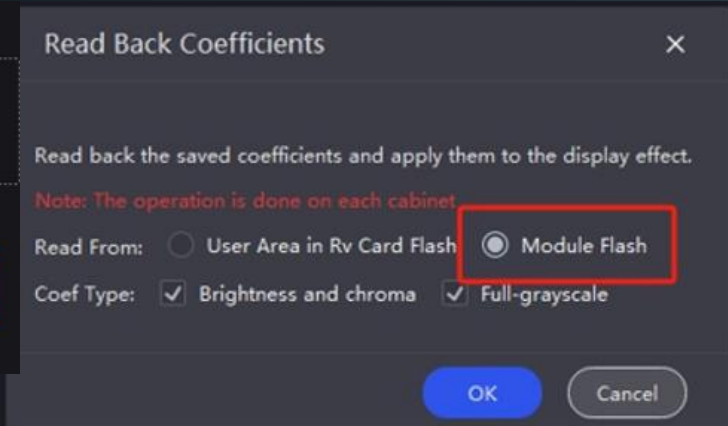 Read Back Coefficients
Read back the saved coefficients and apply them to the display effect.
Note: The operation is done on each cabinet
Read From: User Area in Rv Card Flash Module Flash
Coef Type: Brightness and chroma Full-grayscale
OK Cancel